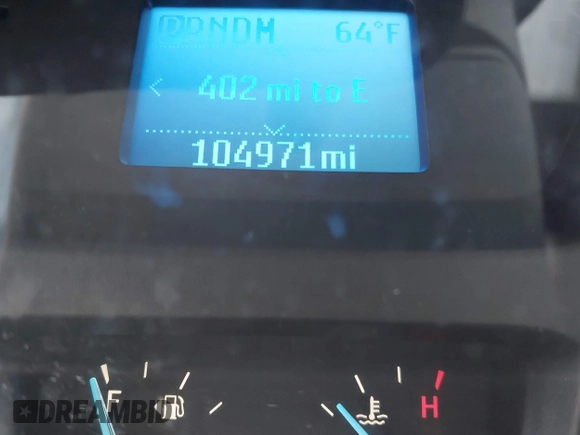 PRNDM 64°F
< 402 mi to E
104971mi
F H
DREAMBID